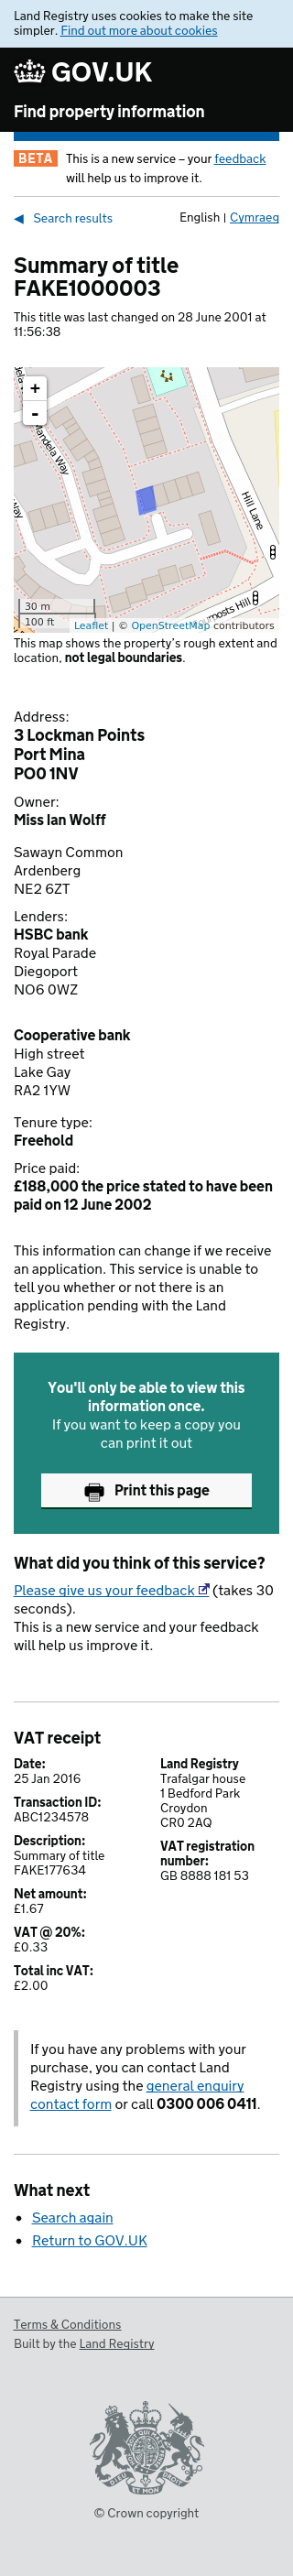 Land Registry uses cookies to make the site
simpler. Find out more about cookies
GOV.UK
Find property information
BETA This is a new service – your feedback
will help us to improve it.
◀ Search results English | Cymraeg
Summary of title
FAKE1000003
This title was last changed on 28 June 2001 at
11:56:38
+
-
Mandela Way
Hill Lane
30 m
100 ft
Leaflet | © OpenStreetMap contributors
This map shows the property's rough extent and
location, not legal boundaries.
Address:
3 Lockman Points
Port Mina
PO0 1NV
Owner:
Miss Ian Wolff
Sawayn Common
Ardenberg
NE2 6ZT
Lenders:
HSBC bank
Royal Parade
Diegoport
NO6 0WZ
Cooperative bank
High street
Lake Gay
RA2 1YW
Tenure type:
Freehold
Price paid:
£188,000 the price stated to have been
paid on 12 June 2002
This information can change if we receive
an application. This service is unable to
tell you whether or not there is an
application pending with the Land
Registry.
You'll only be able to view this
information once.
If you want to keep a copy you
can print it out
Print this page
What did you think of this service?
Please give us your feedback (takes 30
seconds).
This is a new service and your feedback
will help us improve it.
VAT receipt
Date:
25 Jan 2016
Transaction ID:
ABC1234578
Description:
Summary of title
FAKE177634
Net amount:
£1.67
VAT @ 20%:
£0.33
Total inc VAT:
£2.00
Land Registry
Trafalgar house
1 Bedford Park
Croydon
CR0 2AQ
VAT registration
number:
GB 8888 181 53
If you have any problems with your
purchase, you can contact Land
Registry using the general enquiry
contact form or call 0300 006 0411.
What next
• Search again
• Return to GOV.UK
Terms & Conditions
Built by the Land Registry
© Crown copyright